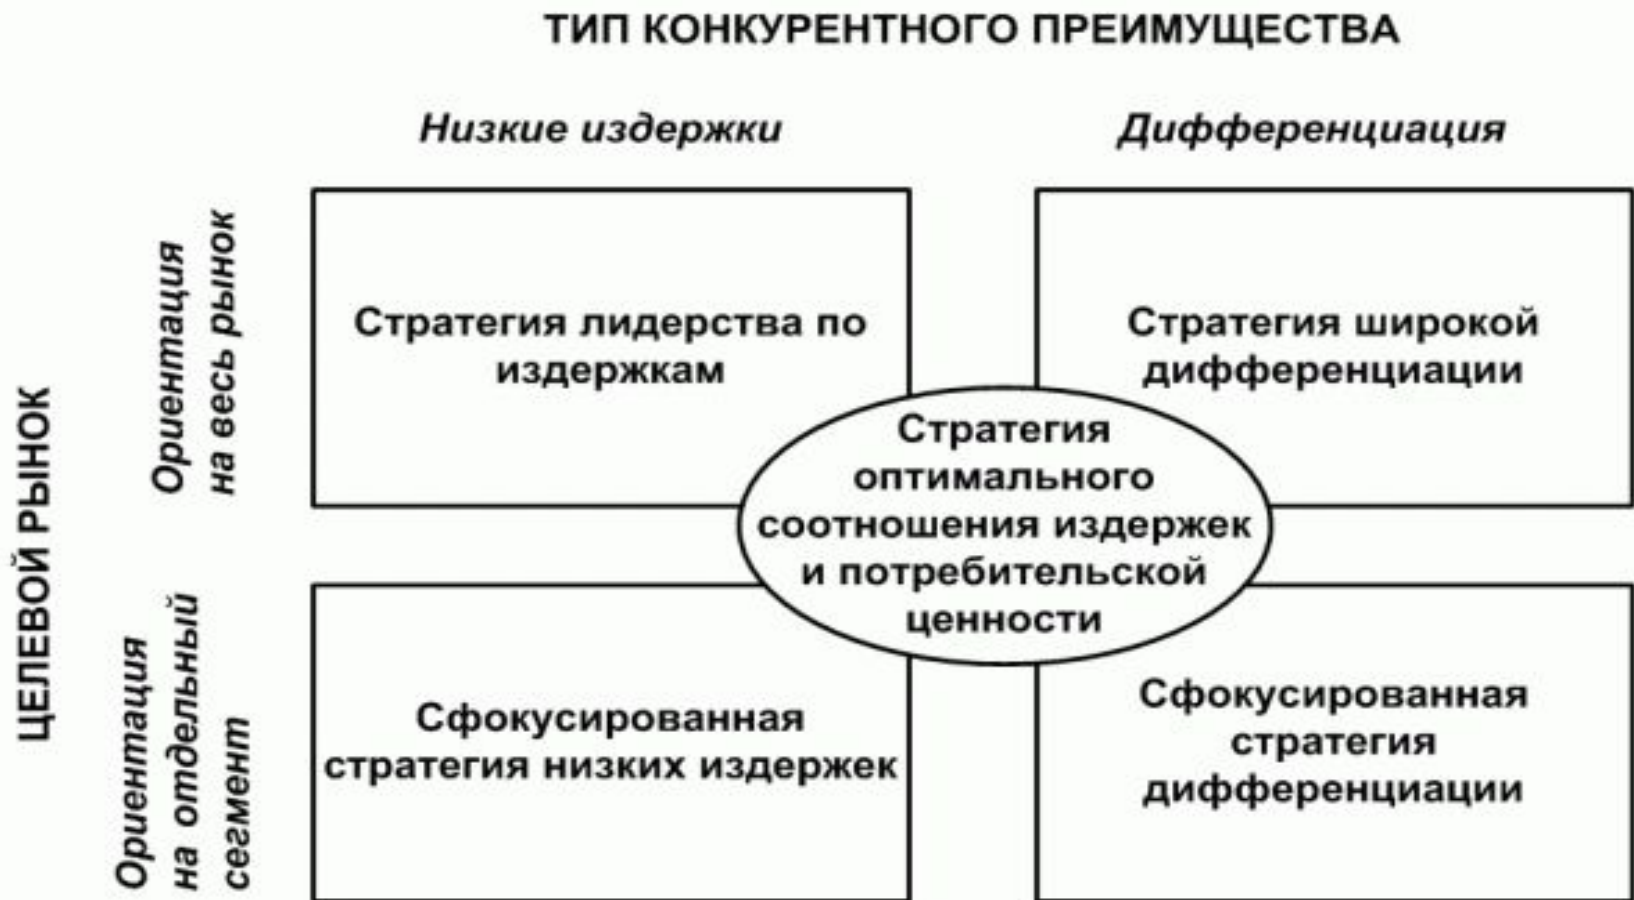 ТИП КОНКУРЕНТНОГО ПРЕИМУЩЕСТВА
Низкие издержки
Дифференциация
ЦЕЛЕВОЙ РЫНОК
Ориентация
на весь рынок
Стратегия лидерства по
издержкам
Стратегия широкой
дифференциации
Стратегия
оптимального
соотношения издержек
и потребительской
ценности
Ориентация
на отдельный
сегмент
Сфокусированная
стратегия низких издержек
Сфокусированная
стратегия
дифференциации